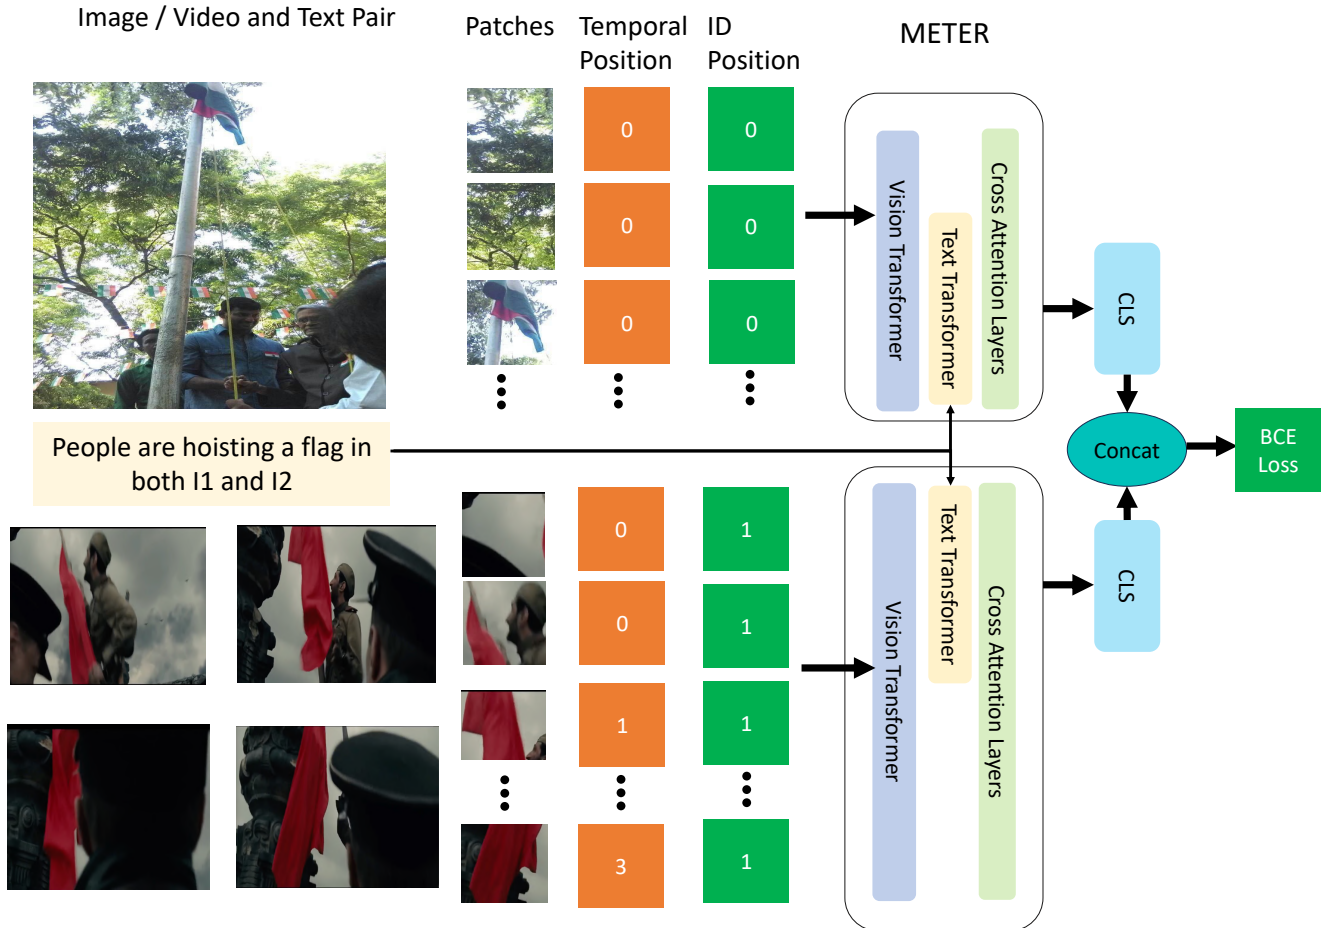 Image / Video and Text Pair
Patches
Temporal
Position
ID
Position
METER
0
0
0
0
0
0
Vision Transformer
Text Transformer
Cross Attention Layers
CLS
People are hoisting a flag in
both I1 and I2
Concat
BCE
Loss
0
1
0
1
1
1
3
1
Vision Transformer
Text Transformer
Cross Attention Layers
CLS